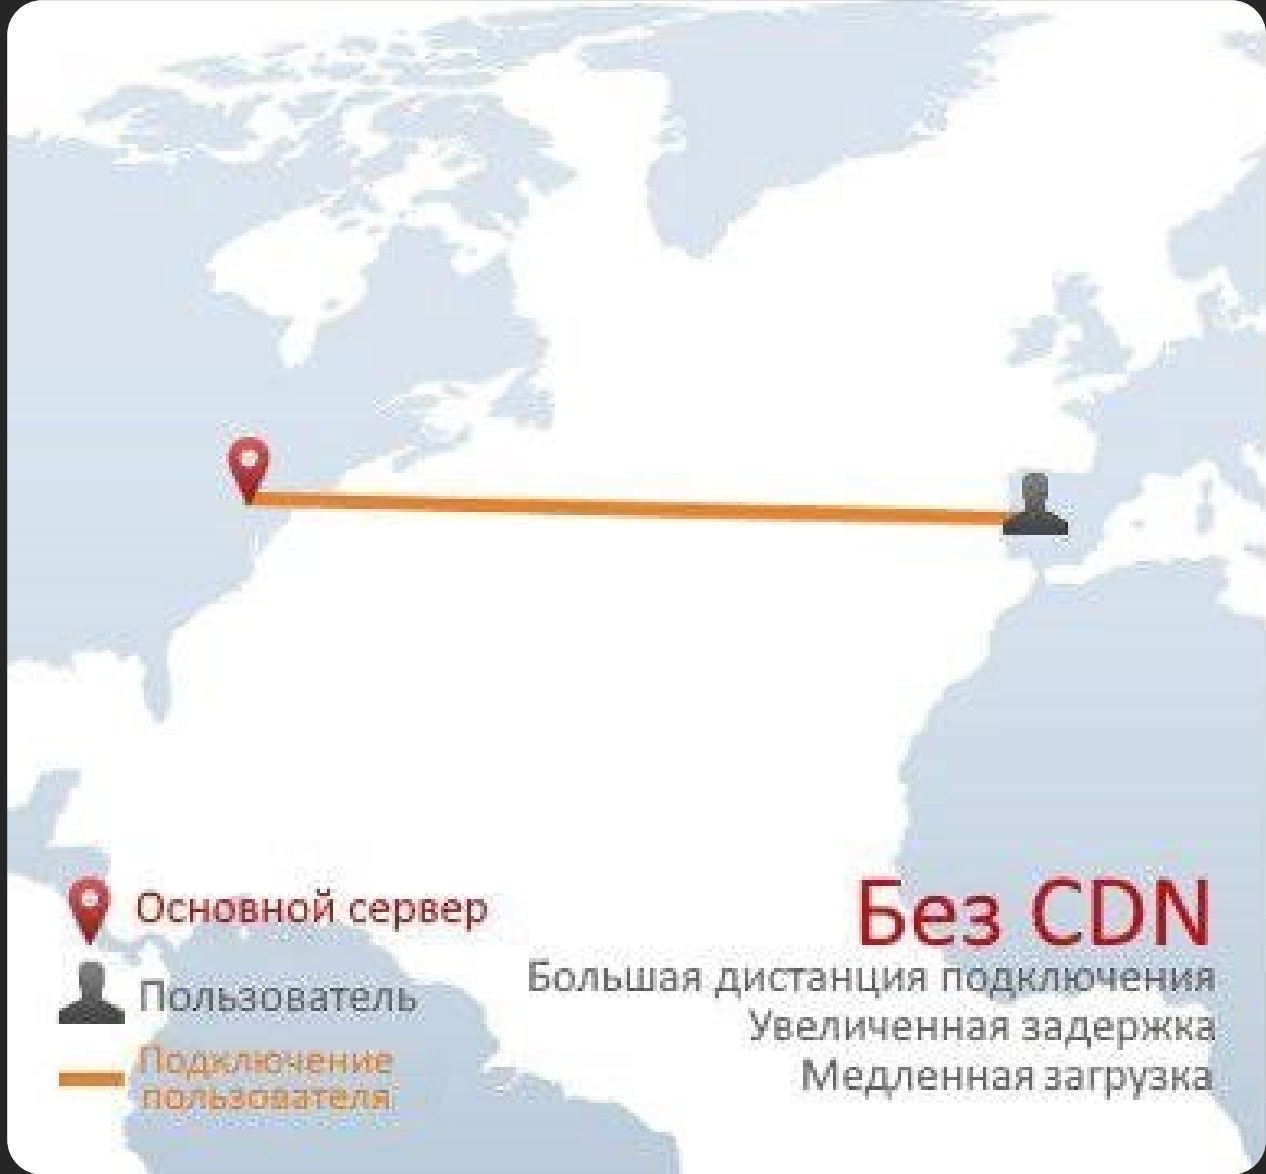 Основной сервер
Пользователь
Подключение
пользователя
Без CDN
Большая дистанция подключения
Увеличенная задержка
Медленная загрузка